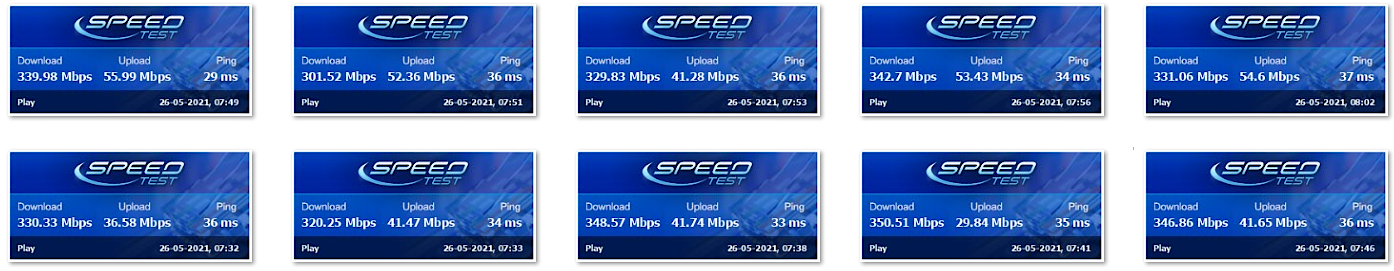 SPEED TEST
Download Upload Ping
339.98 Mbps 55.99 Mbps 29 ms
Play 26-05-2021, 07:49
SPEED TEST
Download Upload Ping
301.52 Mbps 52.36 Mbps 36 ms
Play 26-05-2021, 07:51
SPEED TEST
Download Upload Ping
329.83 Mbps 41.28 Mbps 36 ms
Play 26-05-2021, 07:53
SPEED TEST
Download Upload Ping
342.7 Mbps 53.43 Mbps 34 ms
Play 26-05-2021, 07:56
SPEED TEST
Download Upload Ping
331.06 Mbps 54.6 Mbps 37 ms
Play 26-05-2021, 08:02
SPEED TEST
Download Upload Ping
330.33 Mbps 36.58 Mbps 36 ms
Play 26-05-2021, 07:32
SPEED TEST
Download Upload Ping
320.25 Mbps 41.47 Mbps 34 ms
Play 26-05-2021, 07:33
SPEED TEST
Download Upload Ping
348.57 Mbps 41.74 Mbps 33 ms
Play 26-05-2021, 07:38
SPEED TEST
Download Upload Ping
350.51 Mbps 29.84 Mbps 35 ms
Play 26-05-2021, 07:41
SPEED TEST
Download Upload Ping
346.86 Mbps 41.65 Mbps 36 ms
Play 26-05-2021, 07:46